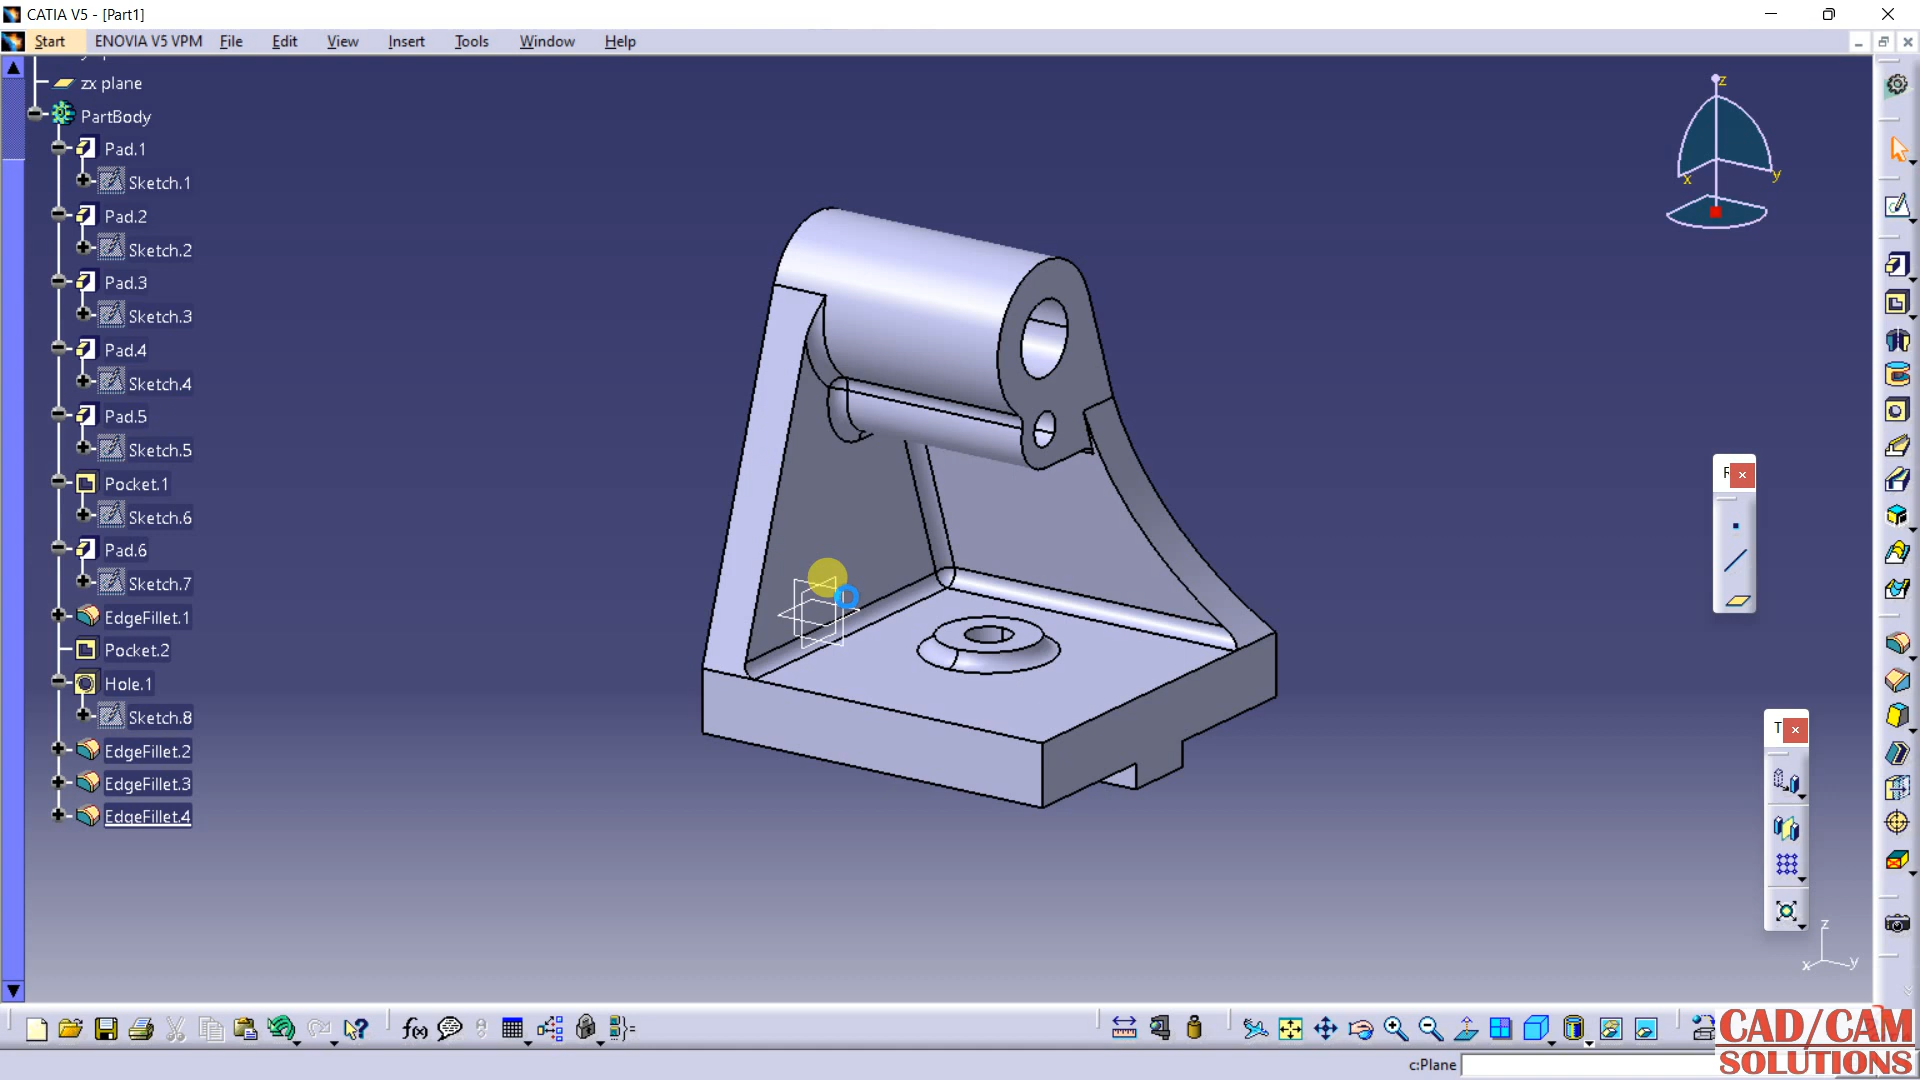 CATIA V5 - [Part1]
Start ENOVIA V5 VPM File Edit View Insert Tools Window Help
zx plane
PartBody
Pad.1
Sketch.1
Pad.2
Sketch.2
Pad.3
Sketch.3
Pad.4
Sketch.4
Pad.5
Sketch.5
Pocket.1
Sketch.6
Pad.6
Sketch.7
EdgeFillet.1
Pocket.2
Hole.1
Sketch.8
EdgeFillet.2
EdgeFillet.3
EdgeFillet.4
z
x
y
T
z
x
y
f(x)
c:Plane
CAD/CAM
SOLUTIONS